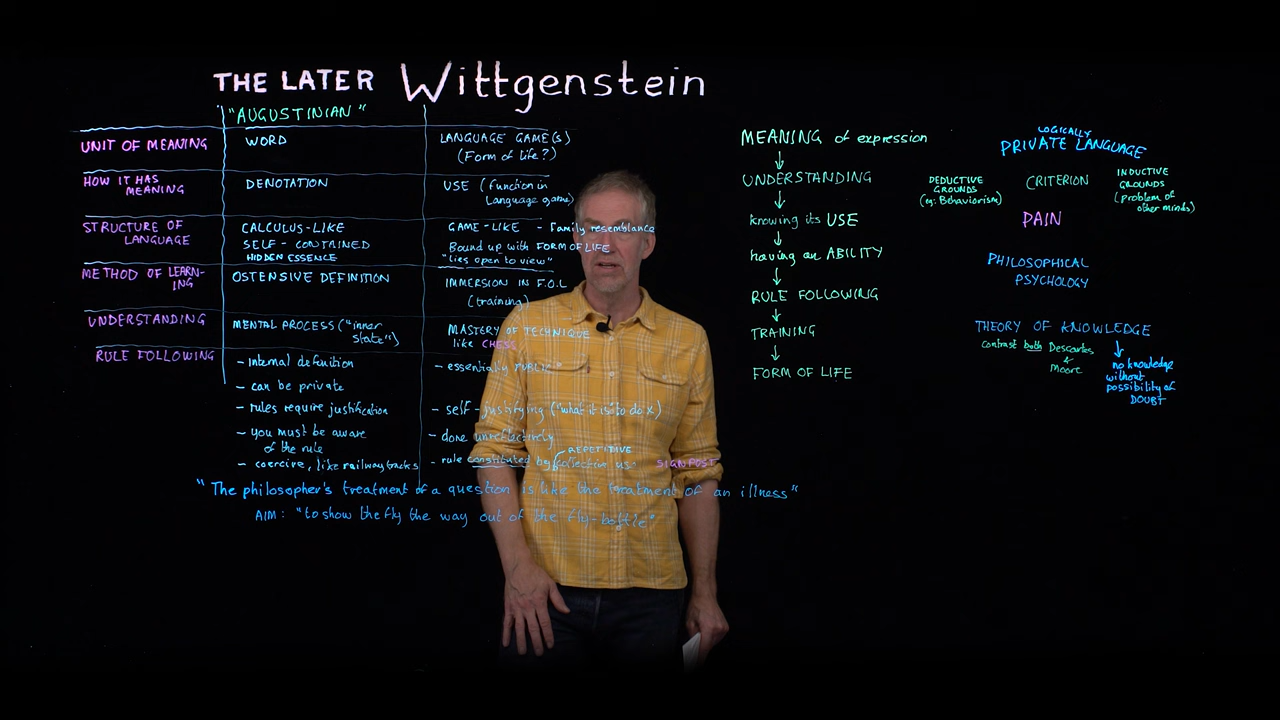 THE LATER Wittgenstein
"AUGUSTINIAN"
UNIT OF MEANING
WORD
LANGUAGE GAME(S)
(Form of life?)
HOW IT HAS
MEANING
DENOTATION
USE (function in
Language game)
STRUCTURE OF
LANGUAGE
CALCULUS-LIKE
SELF-CONTAINED
HIDDEN ESSENCE
GAME-LIKE - Family resemblance
Bound up with FORM OF LIFE
"lies open to view"
METHOD OF LEARN-
ING
OSTENSIVE DEFINITION
IMMERSION IN F.O.L
(training)
UNDERSTANDING
MENTAL PROCESS ("inner
state")
MASTERY OF TECHNIQUE
like CHESS
RULE FOLLOWING
- internal definition
- essentially PUBLIC
- can be private
- rules require justification
- self-justifying ("what it is to do x)
- you must be aware
of the rule
- done unreflectively
- coercive, like railway tracks
REPETITIVE
- rule constituted by collective us.
SIGNPOST
"The philosopher's treatment of a question is like the treatment of an illness"
AIM: "to show the fly the way out of the fly-bottle"
MEANING of expression
UNDERSTANDING
knowing its USE
having an ABILITY
RULE FOLLOWING
TRAINING
FORM OF LIFE
LOGICALLY
PRIVATE LANGUAGE
DEDUCTIVE
GROUNDS
(eg: Behaviorism)
CRITERION
INDUCTIVE
GROUNDS
(problem of
other minds)
PAIN
PHILOSOPHICAL
PSYCHOLOGY
THEORY OF KNOWLEDGE
contrast both Descartes
+
Moore
no knowledge
without
possibility of
DOUBT